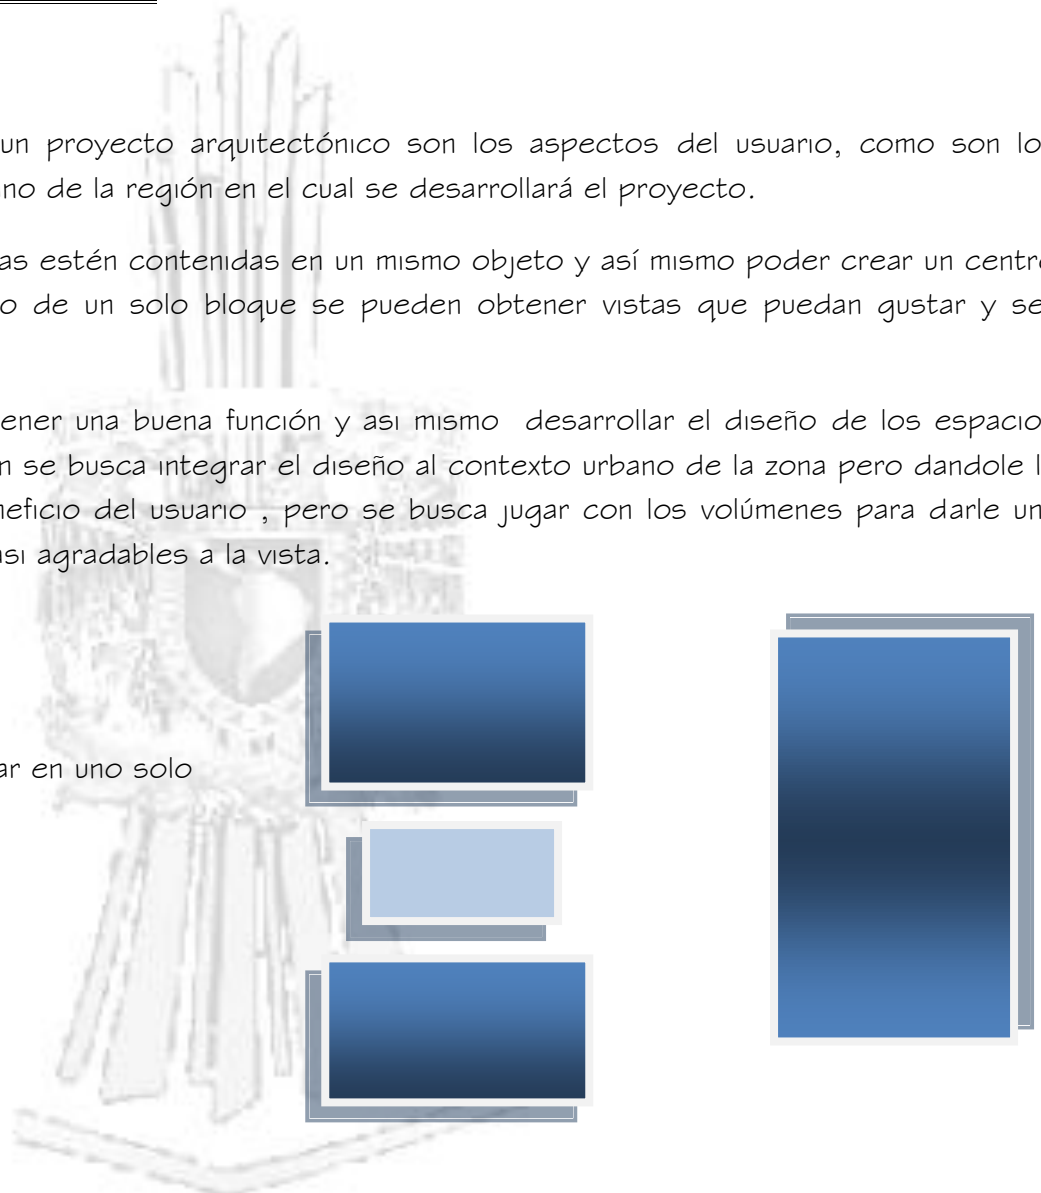 un proyecto arquitectónico son los aspectos del usuario, como son lo
no de la región en el cual se desarrollará el proyecto.
as estén contenidas en un mismo objeto y así mismo poder crear un centr
o de un solo bloque se pueden obtener vistas que puedan gustar y se
ener una buena función y asi mismo desarrollar el diseño de los espacio
n se busca integrar el diseño al contexto urbano de la zona pero dandole l
neficio del usuario , pero se busca jugar con los volúmenes para darle un
asi agradables a la vista.
ar en uno solo